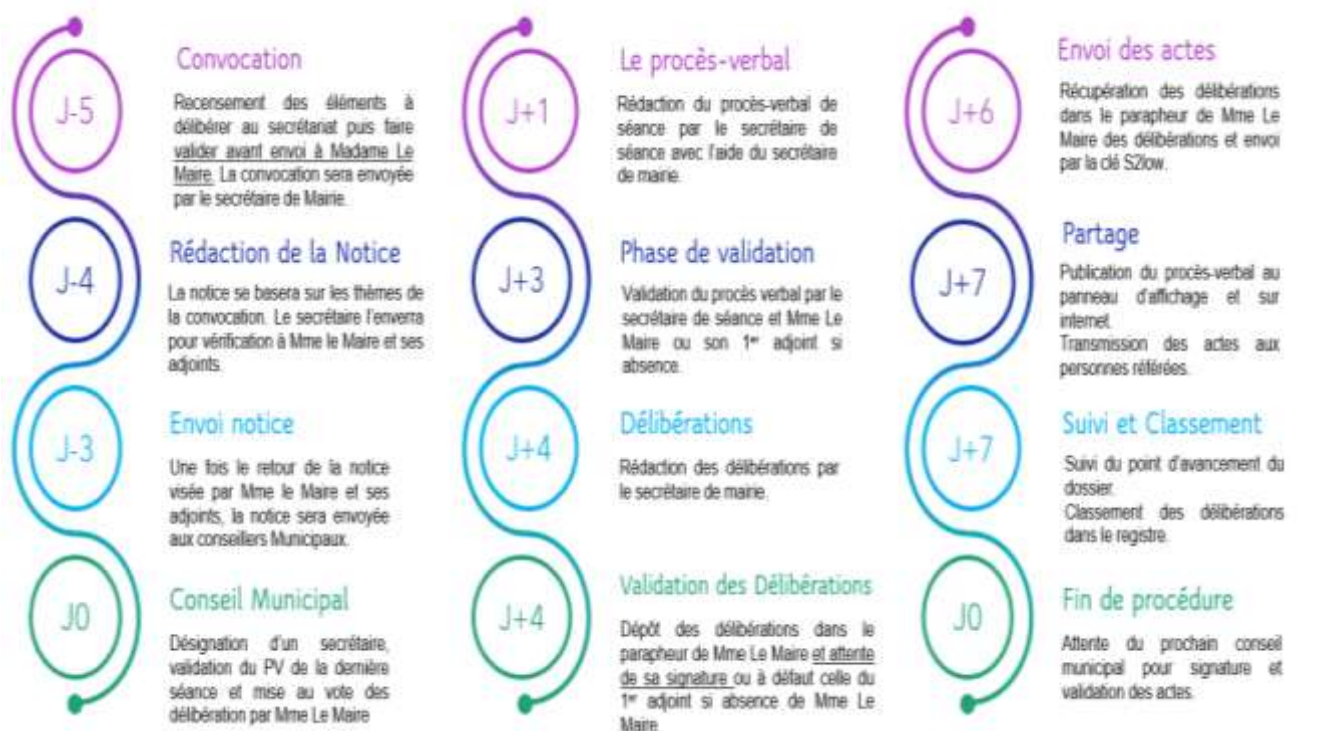 J-5
Convocation
Recensement des éléments à
délibérer au secrétariat puis faire
valider avant envoi à Madame Le
Maire. La convocation sera envoyée
par le secrétaire de Mairie.
J-4
Rédaction de la Notice
La notice se basera sur les thèmes de
la convocation. Le secrétaire l'enverra
pour vérification à Mme le Maire et ses
adjoints.
J-3
Envoi notice
Une fois le retour de la notice
visée par Mme le Maire et ses
adjoints, la notice sera envoyée
aux conseillers Municipaux.
J0
Conseil Municipal
Désignation d'un secrétaire,
validation du PV de la dernière
séance et mise au vote des
délibération par Mme Le Maire
J+1
Le procès-verbal
Rédaction du procès-verbal de
séance par le secrétaire de
séance avec l'aide du secrétaire
de mairie.
J+3
Phase de validation
Validation du procès verbal par le
secrétaire de séance et Mme Le
Maire ou son 1er adjoint si
absence.
J+4
Délibérations
Rédaction des délibérations par
le secrétaire de mairie.
J+4
Validation des Délibérations
Dépôt des délibérations dans le
parapheur de Mme Le Maire et attente
de sa signature ou à défaut celle du
1er adjoint si absence de Mme Le
Maire
J+6
Envoi des actes
Récupération des délibérations
dans le parapheur de Mme Le
Maire des délibérations et envoi
par la clé S2low.
J+7
Partage
Publication du procès-verbal au
panneau d'affichage et sur
internet.
Transmission des actes aux
personnes référées.
J+7
Suivi et Classement
Suivi du point d'avancement du
dossier.
Classement des délibérations
dans le registre.
J0
Fin de procédure
Attente du prochain conseil
municipal pour signature et
validation des actes.